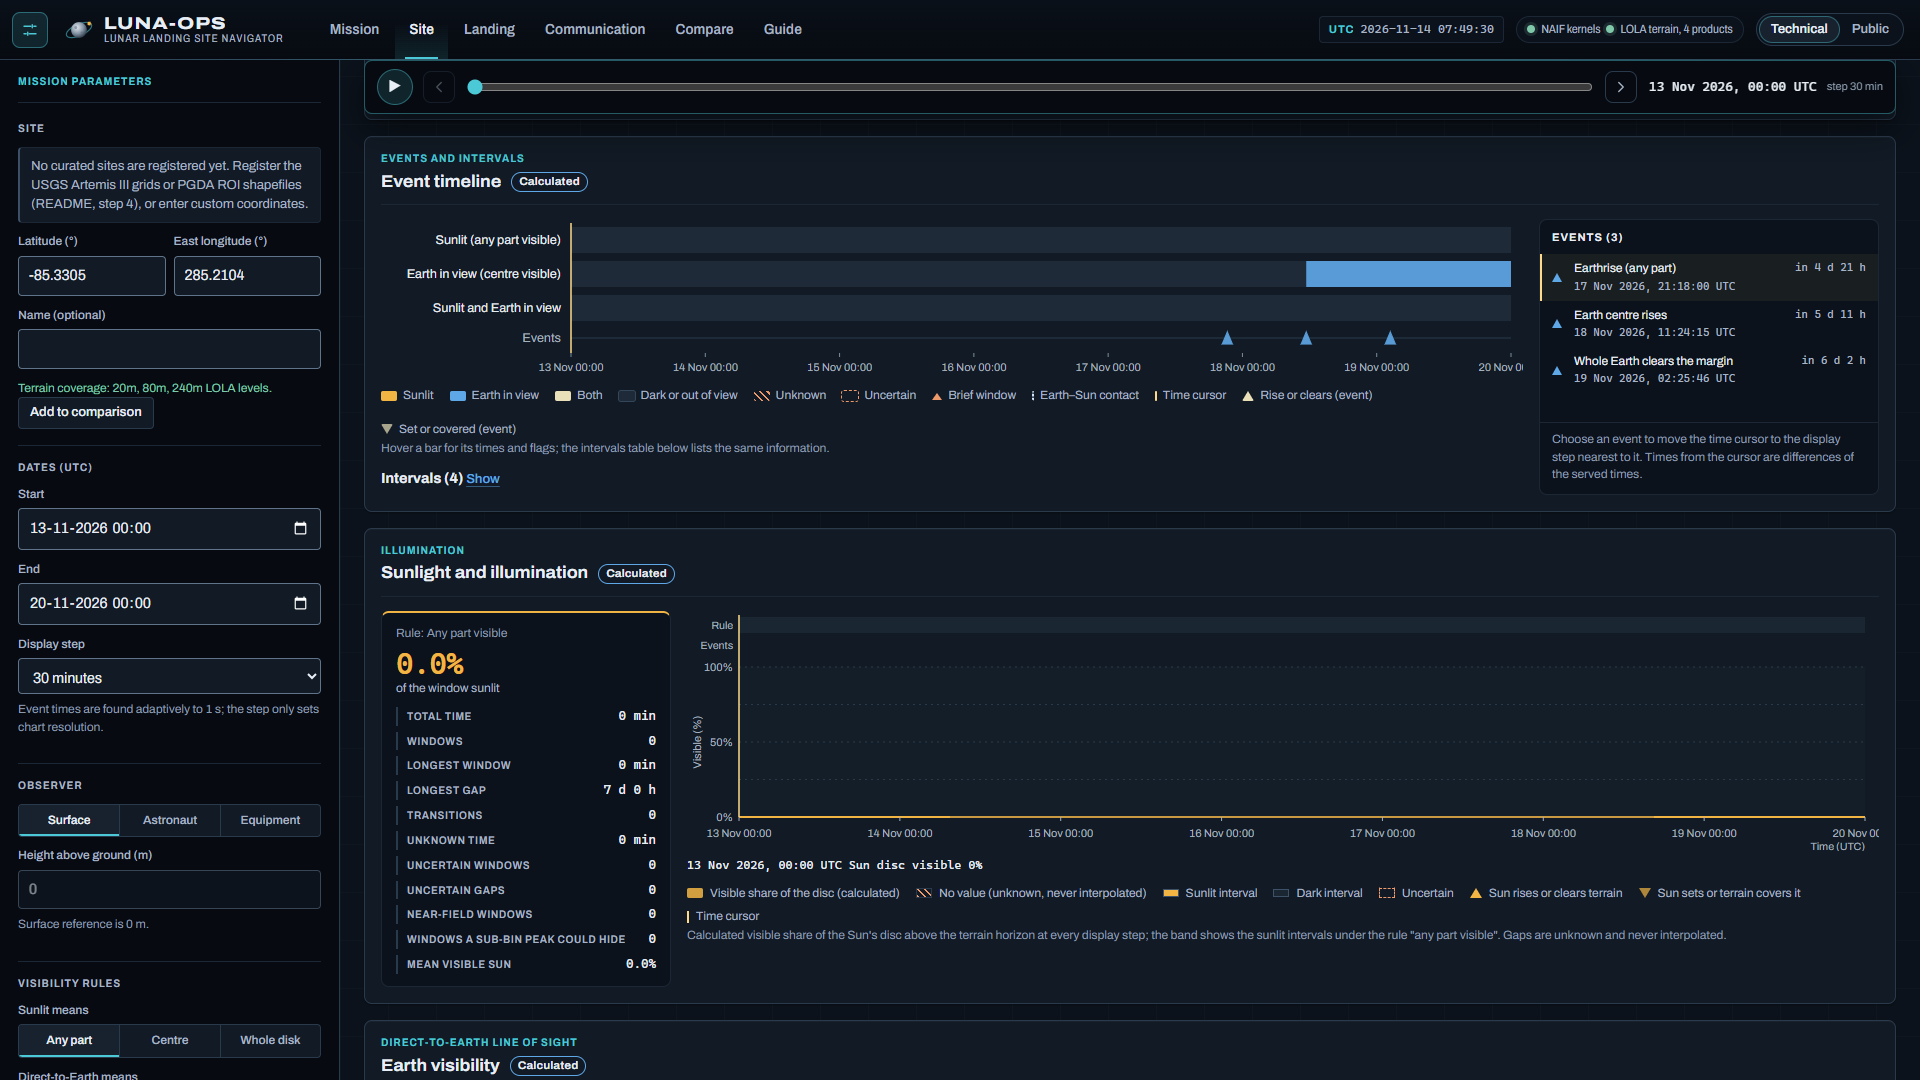 LUNA-OPS
LUNAR LANDING SITE NAVIGATOR
Mission
Site
Landing
Communication
Compare
Guide
UTC 2026-11-14 07:49:30
NAIF kernels
LOLA terrain, 4 products
Technical
Public
MISSION PARAMETERS
SITE
No curated sites are registered yet. Register the
USGS Artemis III grids or PGDA ROI shapefiles
(README, step 4), or enter custom coordinates.
Latitude (°)
East longitude (°)
-85.3305
285.2104
Name (optional)
Terrain coverage: 20m, 80m, 240m LOLA levels.
Add to comparison
DATES (UTC)
Start
13-11-2026 00:00
End
20-11-2026 00:00
Display step
30 minutes
Event times are found adaptively to 1 s; the step only sets
chart resolution.
OBSERVER
Surface
Astronaut
Equipment
Height above ground (m)
0
Surface reference is 0 m.
VISIBILITY RULES
Sunlit means
Any part
Centre
Whole disk
Direct-to-Earth means
13 Nov 2026, 00:00 UTC
step 30 min
EVENTS AND INTERVALS
Event timeline
Calculated
Sunlit (any part visible)
Earth in view (centre visible)
Sunlit and Earth in view
Events
13 Nov 00:00
14 Nov 00:00
15 Nov 00:00
16 Nov 00:00
17 Nov 00:00
18 Nov 00:00
19 Nov 00:00
20 Nov 0
Sunlit
Earth in view
Both
Dark or out of view
Unknown
Uncertain
Brief window
Earth–Sun contact
Time cursor
Rise or clears (event)
Set or covered (event)
Hover a bar for its times and flags; the intervals table below lists the same information.
Intervals (4) Show
EVENTS (3)
Earthrise (any part)
in 4 d 21 h
17 Nov 2026, 21:18:00 UTC
Earth centre rises
in 5 d 11 h
18 Nov 2026, 11:24:15 UTC
Whole Earth clears the margin
in 6 d 2 h
19 Nov 2026, 02:25:46 UTC
Choose an event to move the time cursor to the display
step nearest to it. Times from the cursor are differences of
the served times.
ILLUMINATION
Sunlight and illumination
Calculated
Rule: Any part visible
0.0%
of the window sunlit
TOTAL TIME 0 min
WINDOWS 0
LONGEST WINDOW 0 min
LONGEST GAP 7 d 0 h
TRANSITIONS 0
UNKNOWN TIME 0 min
UNCERTAIN WINDOWS 0
UNCERTAIN GAPS 0
NEAR-FIELD WINDOWS 0
WINDOWS A SUB-BIN PEAK COULD HIDE 0
MEAN VISIBLE SUN 0.0%
Rule
Events
100%
50%
0%
Visible (%)
13 Nov 00:00
14 Nov 00:00
15 Nov 00:00
16 Nov 00:00
17 Nov 00:00
18 Nov 00:00
19 Nov 00:00
20 Nov 00
Time (UTC)
13 Nov 2026, 00:00 UTC Sun disc visible 0%
Visible share of the disc (calculated)
No value (unknown, never interpolated)
Sunlit interval
Dark interval
Uncertain
Sun rises or clears terrain
Sun sets or terrain covers it
Time cursor
Calculated visible share of the Sun's disc above the terrain horizon at every display step; the band shows the sunlit intervals under the rule "any part visible". Gaps are unknown and never interpolated.
DIRECT-TO-EARTH LINE OF SIGHT
Earth visibility
Calculated